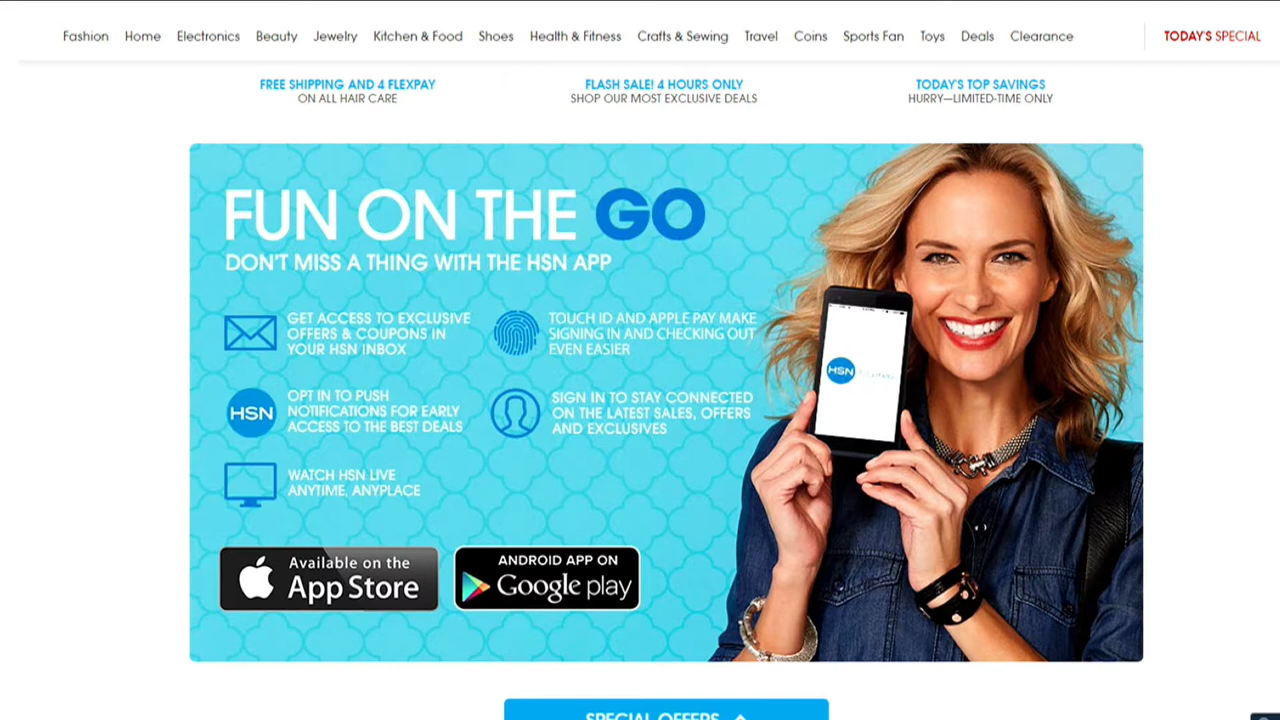 Fashion Home Electronics Beauty Jewelry Kitchen & Food Shoes Health & Fitness Crafts & Sewing Travel Coins Sports Fan Toys Deals Clearance TODAY'S SPECIAL
FREE SHIPPING AND 4 FLEXPAY
ON ALL HAIR CARE
FLASH SALE! 4 HOURS ONLY
SHOP OUR MOST EXCLUSIVE DEALS
TODAY'S TOP SAVINGS
HURRY—LIMITED-TIME ONLY
FUN ON THE GO
DON'T MISS A THING WITH THE HSN APP
GET ACCESS TO EXCLUSIVE
OFFERS & COUPONS IN
YOUR HSN INBOX
TOUCH ID AND APPLE PAY MAKE
SIGNING IN AND CHECKING OUT
EVEN EASIER
HSN
OPT IN TO PUSH
NOTIFICATIONS FOR EARLY
ACCESS TO THE BEST DEALS
SIGN IN TO STAY CONNECTED
ON THE LATEST SALES, OFFERS
AND EXCLUSIVES
WATCH HSN LIVE
ANYTIME, ANYPLACE
HSN
Available on the
App Store
ANDROID APP ON
Google play
SPECIAL OFFERS